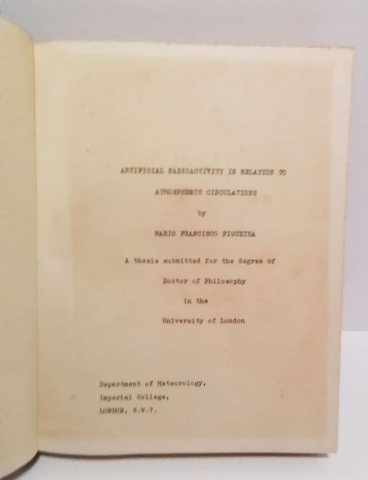 ARTIFICIAL RADIOACTIVITY IN RELATION TO
ATMOSPHERIC CIRCULATIONS
by
MARIO FRANCISCO FIGUEIRA
A thesis submitted for the degree of
Doctor of Philosophy
in the
University of London
Department of Meteorology,
Imperial College,
LONDON, S.W.7.